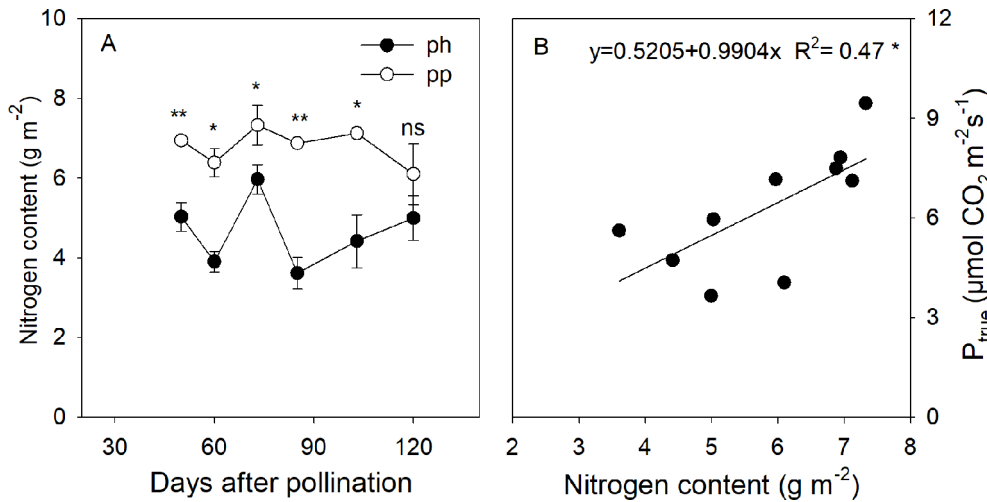 A
ph
pp
** * * ** * ns
10
8
6
4
2
0
Nitrogen content (g m-2)
30 60 90 120
Days after pollination
B
y=0.5205+0.9904x R2= 0.47 *
12
9
6
3
0
Ptrue (µmol CO2 m-2s-1)
2 3 4 5 6 7 8
Nitrogen content (g m-2)